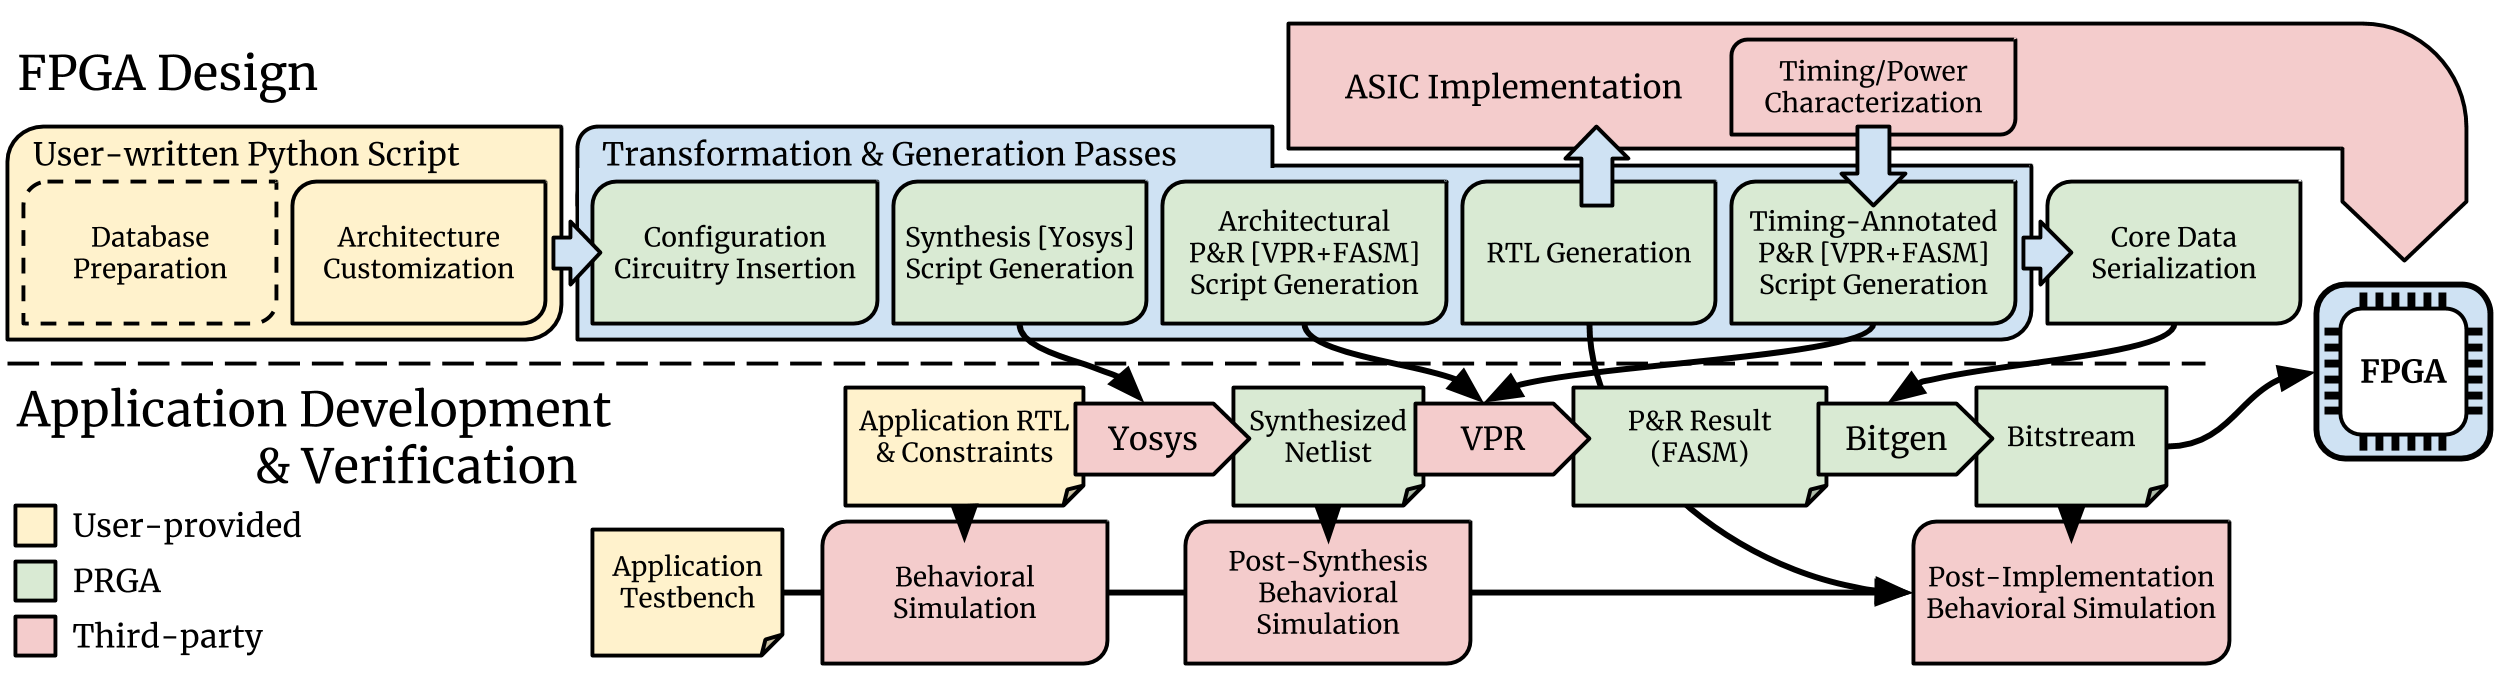 FPGA Design
ASIC Implementation
Timing/Power
Characterization
User-written Python Script
Database
Preparation
Architecture
Customization
Transformation & Generation Passes
Configuration
Circuitry Insertion
Synthesis [Yosys]
Script Generation
Architectural
P&R [VPR+FASM]
Script Generation
RTL Generation
Timing-Annotated
P&R [VPR+FASM]
Script Generation
Core Data
Serialization
FPGA
Application Development
& Verification
Application RTL
& Constraints
Yosys
Synthesized
Netlist
VPR
P&R Result
(FASM)
Bitgen
Bitstream
User-provided
PRGA
Third-party
Application
Testbench
Behavioral
Simulation
Post-Synthesis
Behavioral
Simulation
Post-Implementation
Behavioral Simulation